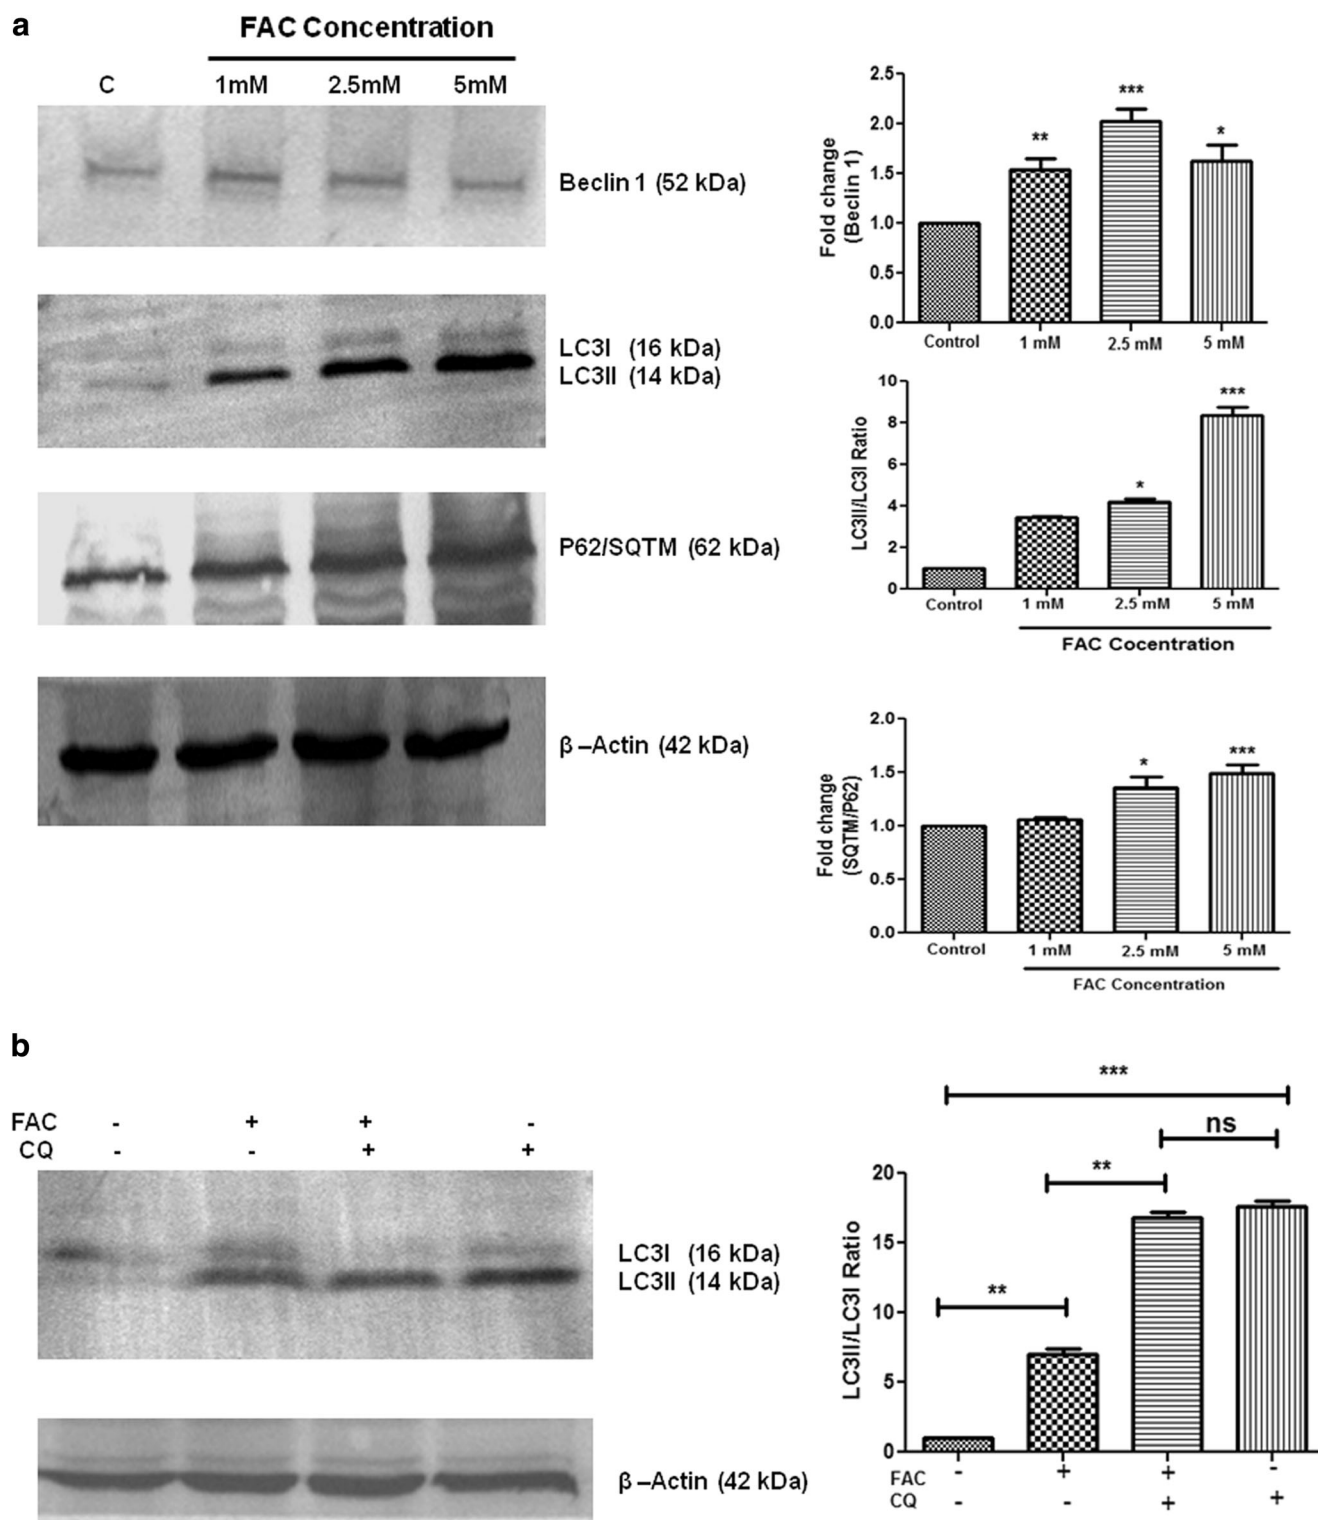 a
FAC Concentration
C 1mM 2.5mM 5mM
Beclin 1 (52 kDa)
LC3I (16 kDa)
LC3II (14 kDa)
P62/SQTM (62 kDa)
β –Actin (42 kDa)
Fold change
(Beclin 1)
2.5
2.0
1.5
1.0
0.5
0.0
** *** *
Control 1 mM 2.5 mM 5 mM
LC3II/LC3I Ratio
10
8
6
4
2
0
* ***
Control 1 mM 2.5 mM 5 mM
FAC Cocentration
Fold change
(SQTM/P62)
2.0
1.5
1.0
0.5
0.0
* ***
Control 1 mM 2.5 mM 5 mM
FAC Concentration
b
FAC - + + -
CQ - - + +
LC3I (16 kDa)
LC3II (14 kDa)
β –Actin (42 kDa)
LC3II/LC3I Ratio
20
15
10
5
0
***
ns
**
**
FAC - + + -
CQ - - + +